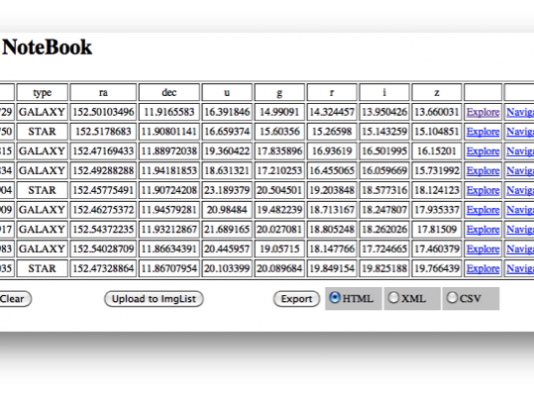 NoteBook
type ra dec u g r i z
729 GALAXY 152.50103496 11.9165583 16.391846 14.99091 14.324457 13.950426 13.660031 Explore Naviga
750 STAR 152.5178683 11.90801141 16.659374 15.60356 15.26598 15.143259 15.104851 Explore Naviga
815 GALAXY 152.47169433 11.88972038 19.360422 17.835896 16.93619 16.501995 16.15201 Explore Naviga
834 GALAXY 152.49288288 11.94181853 18.631321 17.210253 16.455065 16.059669 15.731992 Explore Naviga
904 STAR 152.45775491 11.90724208 23.189379 20.504501 19.203848 18.577316 18.124123 Explore Naviga
909 GALAXY 152.46275372 11.94579281 20.98484 19.482239 18.713167 18.247807 17.935337 Explore Naviga
917 GALAXY 152.54372235 11.93212867 21.689165 20.027081 18.805248 18.262026 17.81509 Explore Naviga
983 GALAXY 152.54028709 11.86634391 20.445957 19.05715 18.147766 17.724665 17.460379 Explore Naviga
035 STAR 152.47328864 11.86707954 20.103399 20.089684 19.849154 19.825188 19.766439 Explore Naviga
Clear Upload to ImgList Export HTML XML CSV